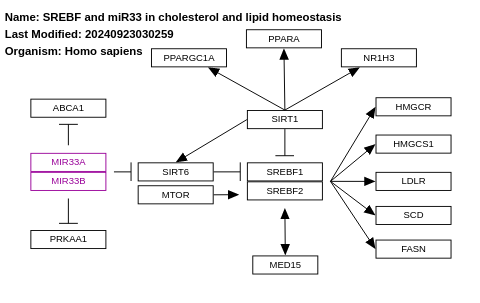 Name: SREBF and miR33 in cholesterol and lipid homeostasis
Last Modified: 20240923030259
Organism: Homo sapiens
PPARA
PPARGC1A
NR1H3
ABCA1
HMGCR
SIRT1
HMGCS1
MIR33A
SIRT6
SREBF1
MIR33B
LDLR
MTOR
SREBF2
SCD
PRKAA1
FASN
MED15